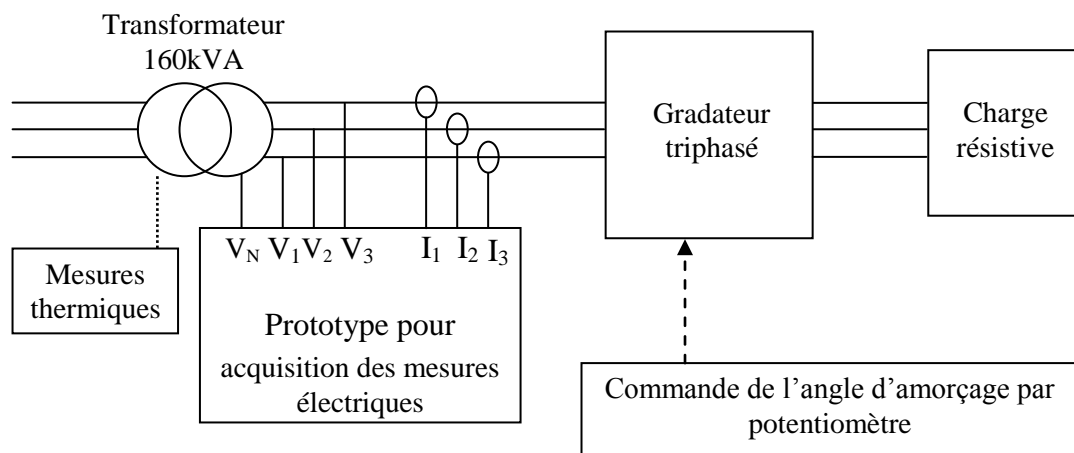 Transformateur
160kVA
Gradateur
triphasé
Charge
résistive
V_N V_1 V_2 V_3 I_1 I_2 I_3
Mesures
thermiques
Prototype pour
acquisition des mesures
électriques
Commande de l’angle d’amorçage par
potentiomètre